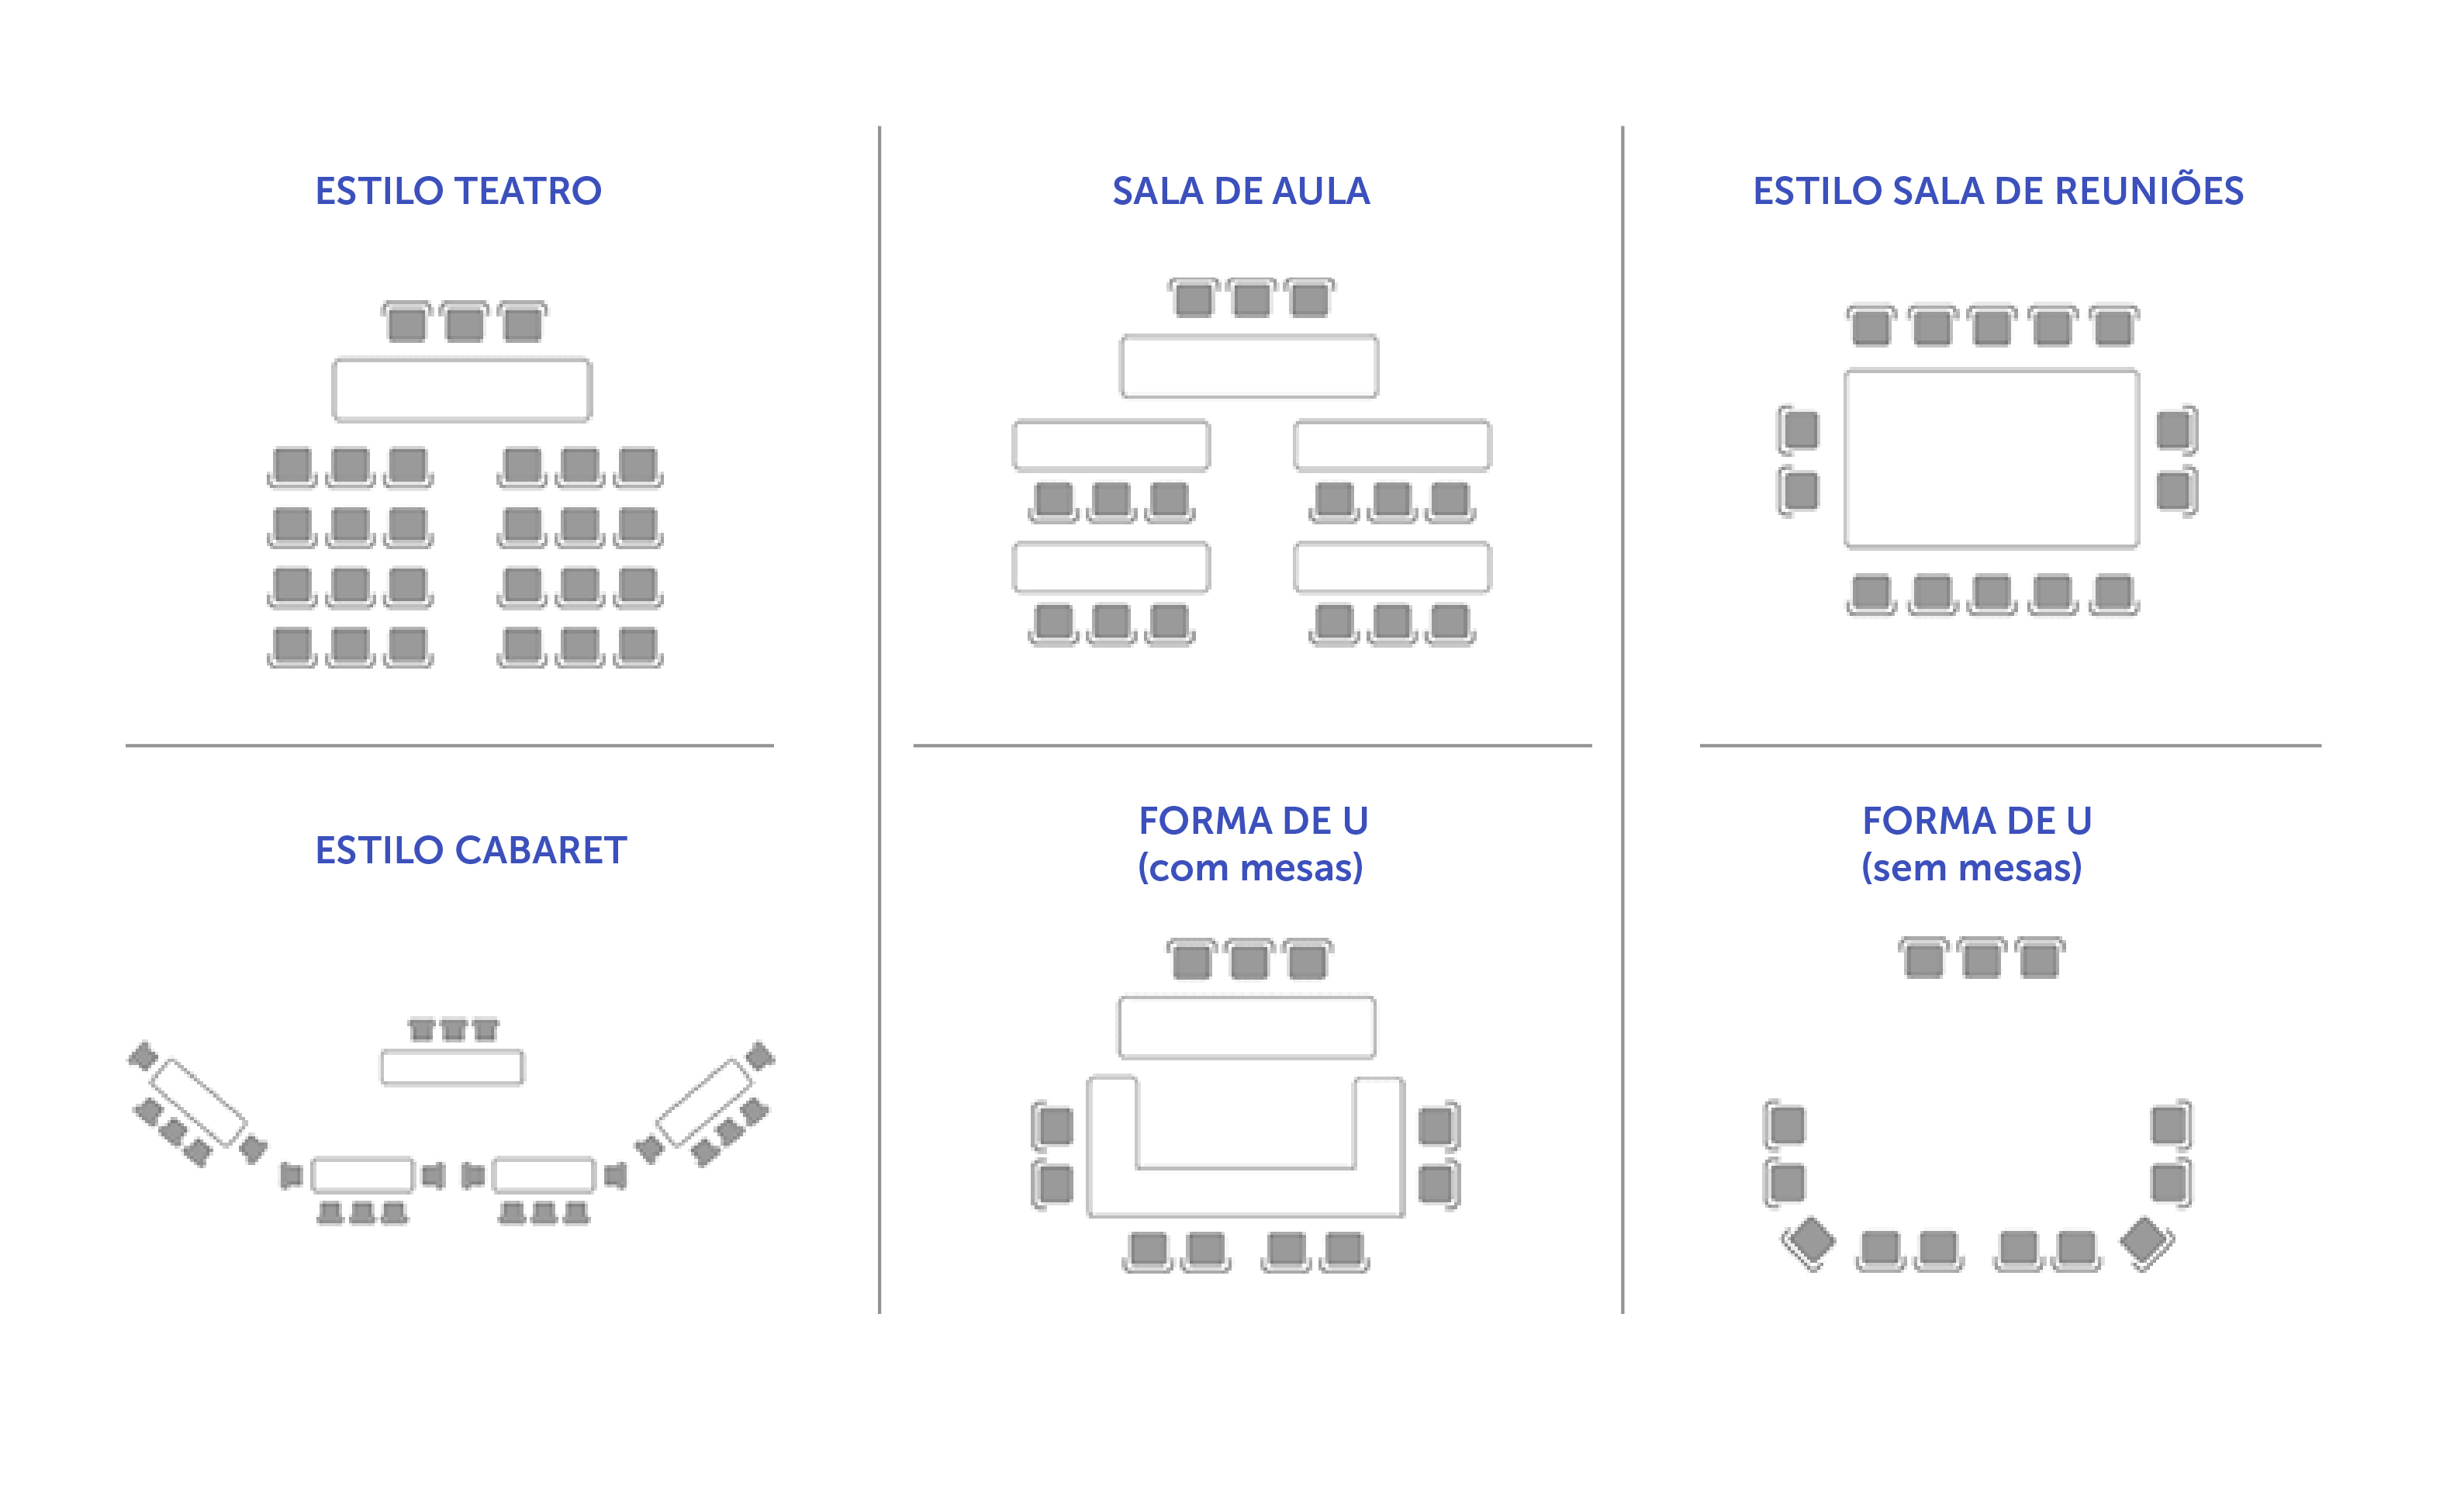 ESTILO TEATRO
SALA DE AULA
ESTILO SALA DE REUNIÕES
ESTILO CABARET
FORMA DE U
(com mesas)
FORMA DE U
(sem mesas)